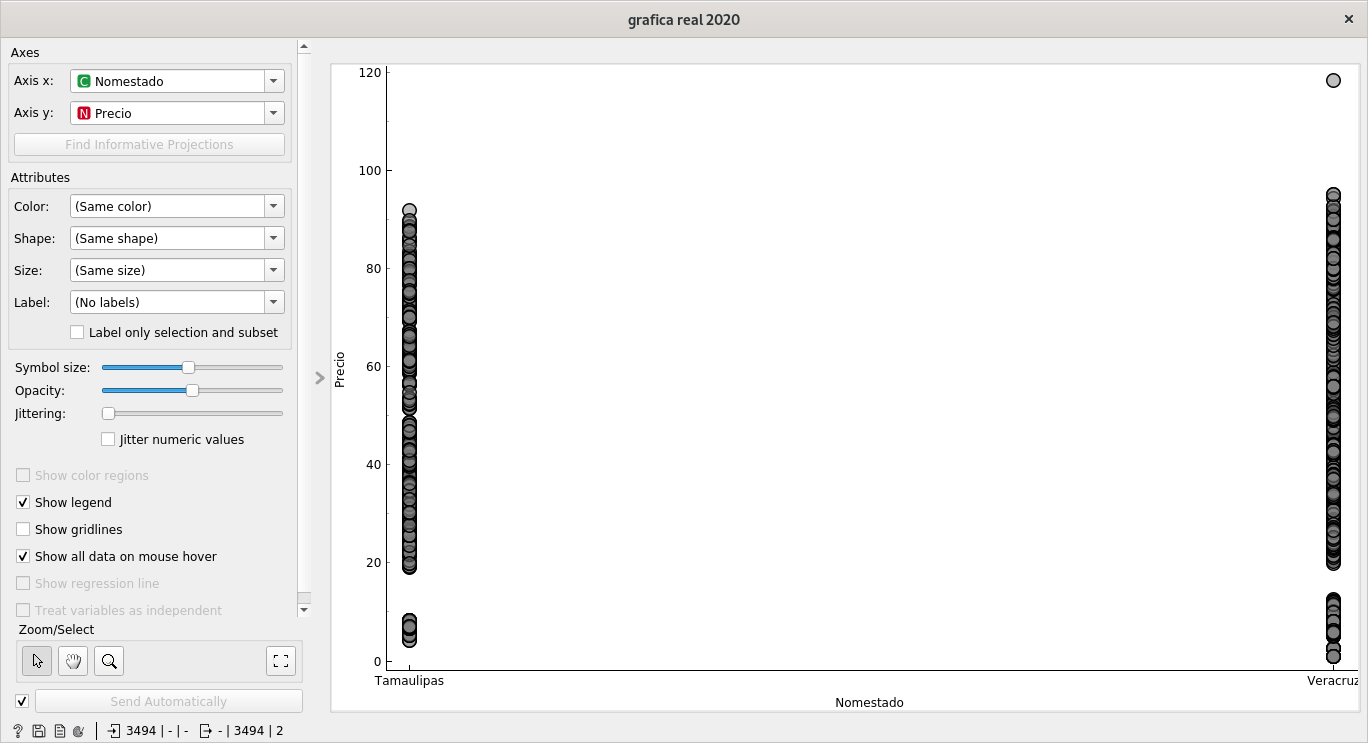 grafica real 2020
Axes
Axis x: C Nomestado
Axis y: N Precio
Find Informative Projections
Attributes
Color: (Same color)
Shape: (Same shape)
Size: (Same size)
Label: (No labels)
Label only selection and subset
Symbol size:
Opacity:
Jittering:
Jitter numeric values
Show color regions
Show legend
Show gridlines
Show all data on mouse hover
Show regression line
Treat variables as independent
Zoom/Select
Send Automatically
? 3494 | - | - - | 3494 | 2
120
100
80
60
40
20
0
Precio
Tamaulipas
Veracruz
Nomestado